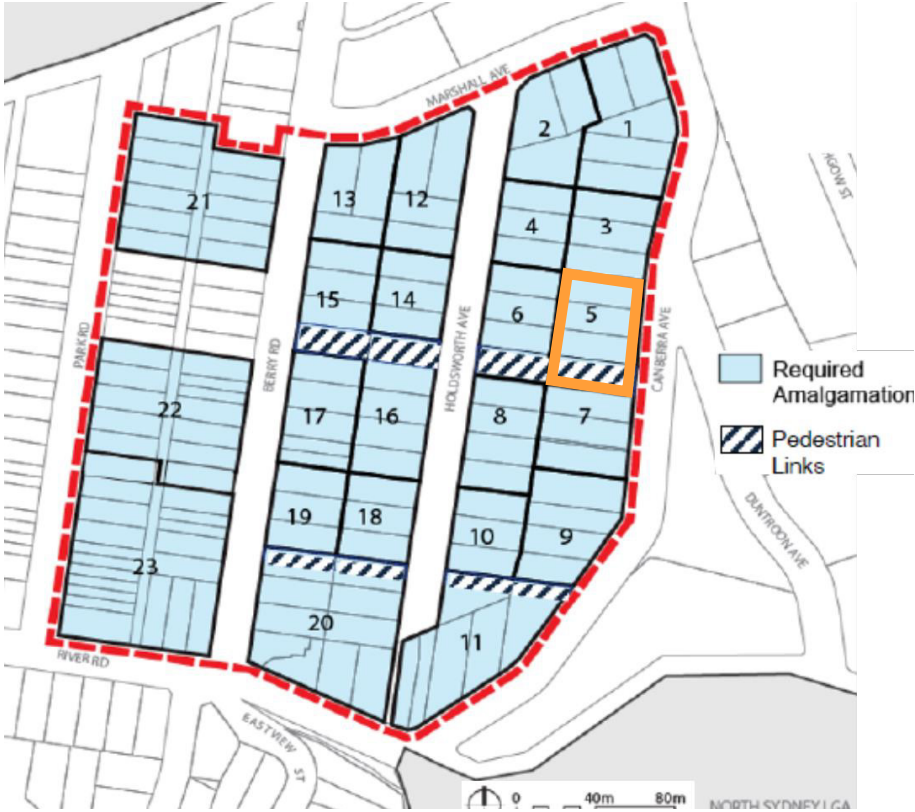 MARSHALL AVE
2
1
13
12
21
4
3
15
14
6
5
PARK RD
BERRY RD
HOLDSWORTH AVE
CANBERRA AVE
22
17
16
8
7
19
18
10
9
23
20
11
RIVER RD
EASTVIEW ST
DUNTROON AVE
Required
Amalgamation
Pedestrian
Links
0 40m 80m
NORTH SYDNEY LGA